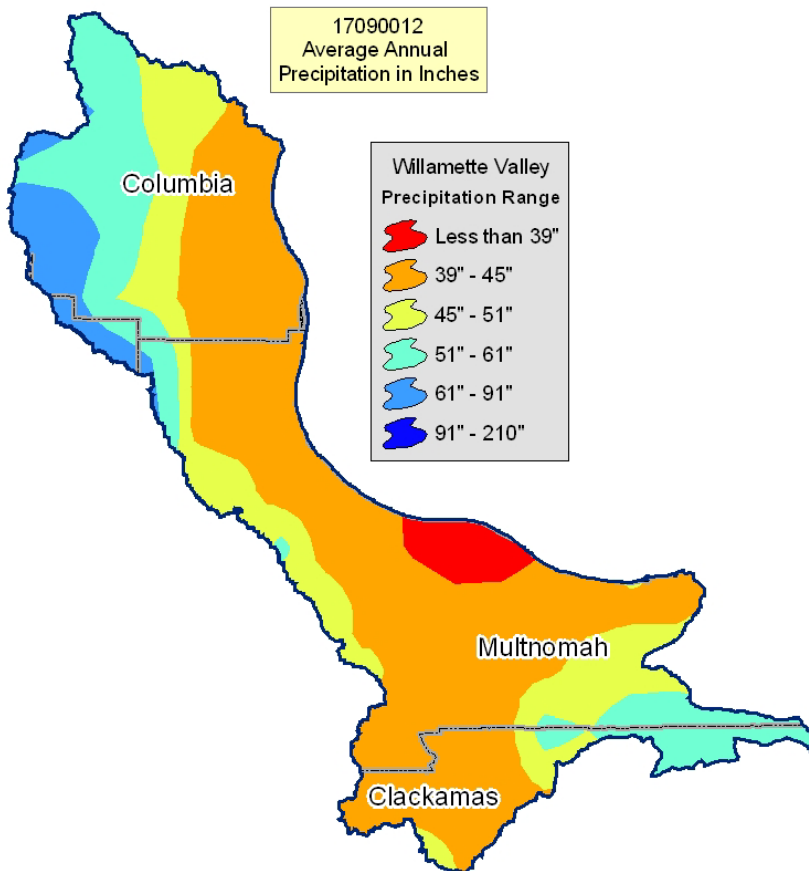 17090012
Average Annual
Precipitation in Inches
Willamette Valley
Precipitation Range
Less than 39"
39" - 45"
45" - 51"
51" - 61"
61" - 91"
91" - 210"
Columbia
Multnomah
Clackamas